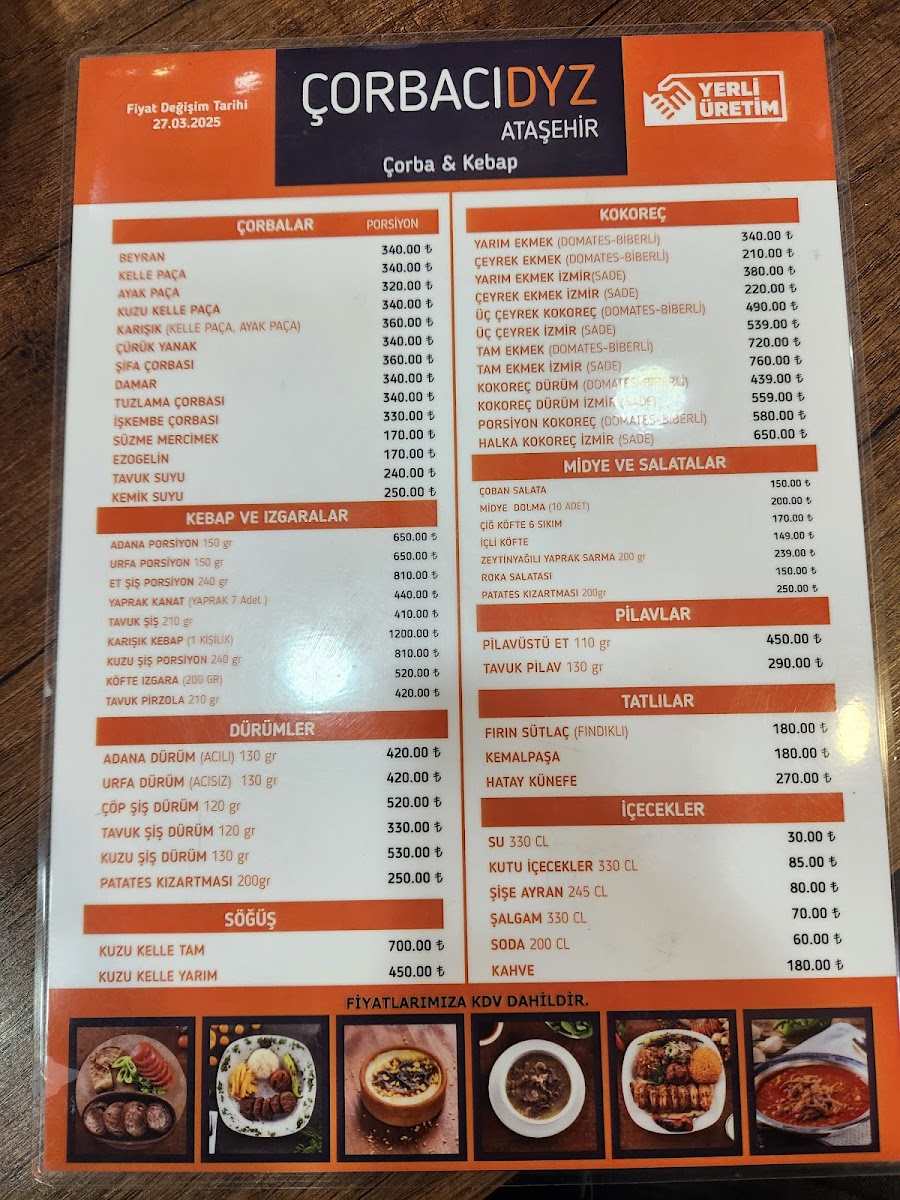 Fiyat Değişim Tarihi
27.03.2025
ÇORBACIDYZ
ATAŞEHİR
Çorba & Kebap
YERLİ
ÜRETİM
ÇORBALAR PORSİYON
BEYRAN 340.00 ₺
KELLE PAÇA 340.00 ₺
AYAK PAÇA 320.00 ₺
KUZU KELLE PAÇA 340.00 ₺
KARIŞIK (KELLE PAÇA, AYAK PAÇA) 360.00 ₺
ÇÜRÜK YANAK 340.00 ₺
ŞİFA ÇORBASI 360.00 ₺
DAMAR 340.00 ₺
TUZLAMA ÇORBASI 340.00 ₺
İŞKEMBE ÇORBASI 330.00 ₺
SÜZME MERCİMEK 170.00 ₺
EZOGELİN 170.00 ₺
TAVUK SUYU 240.00 ₺
KEMİK SUYU 250.00 ₺
KEBAP VE IZGARALAR
ADANA PORSİYON 150 gr 650.00 ₺
URFA PORSİYON 150 gr 650.00 ₺
ET ŞİŞ PORSİYON 240 gr 810.00 ₺
YAPRAK KANAT (YAPRAK 7 Adet ) 440.00 ₺
TAVUK ŞİŞ 210 gr 410.00 ₺
KARIŞIK KEBAP (1 KİŞİLİK) 1200.00 ₺
KUZU ŞİŞ PORSİYON 240 gr 810.00 ₺
KÖFTE IZGARA (200 GR) 520.00 ₺
TAVUK PİRZOLA 210 gr 420.00 ₺
DÜRÜMLER
ADANA DÜRÜM (ACILI) 130 gr 420.00 ₺
URFA DÜRÜM (ACISIZ) 130 gr 420.00 ₺
ÇÖP ŞİŞ DÜRÜM 120 gr 520.00 ₺
TAVUK ŞİŞ DÜRÜM 120 gr 330.00 ₺
KUZU ŞİŞ DÜRÜM 130 gr 530.00 ₺
PATATES KIZARTMASI 200gr 250.00 ₺
SÖĞÜŞ
KUZU KELLE TAM 700.00 ₺
KUZU KELLE YARIM 450.00 ₺
KOKOREÇ
YARIM EKMEK (DOMATES-BİBERLİ) 340.00 ₺
ÇEYREK EKMEK (DOMATES-BİBERLİ) 210.00 ₺
YARIM EKMEK İZMİR(SADE) 380.00 ₺
ÇEYREK EKMEK İZMİR (SADE) 220.00 ₺
ÜÇ ÇEYREK KOKOREÇ (DOMATES-BİBERLİ) 490.00 ₺
ÜÇ ÇEYREK İZMİR (SADE) 539.00 ₺
TAM EKMEK (DOMATES-BİBERLİ) 720.00 ₺
TAM EKMEK İZMİR (SADE) 760.00 ₺
KOKOREÇ DÜRÜM (DOMATES-BİBERLİ) 439.00 ₺
KOKOREÇ DÜRÜM İZMİR (SADE) 559.00 ₺
PORSİYON KOKOREÇ (DOMATES-BİBERLİ) 580.00 ₺
HALKA KOKOREÇ İZMİR (SADE) 650.00 ₺
MİDYE VE SALATALAR
ÇOBAN SALATA 150.00 ₺
MİDYE DOLMA (10 ADET) 200.00 ₺
ÇİĞ KÖFTE 6 SIKIM 170.00 ₺
İÇLİ KÖFTE 149.00 ₺
ZEYTİNYAĞILI YAPRAK SARMA 200 gr 239.00 ₺
ROKA SALATASI 150.00 ₺
PATATES KIZARTMASI 200gr 250.00 ₺
PİLAVLAR
PİLAVÜSTÜ ET 110 gr 450.00 ₺
TAVUK PİLAV 130 gr 290.00 ₺
TATLILAR
FIRIN SÜTLAÇ (FINDIKLI) 180.00 ₺
KEMALPAŞA 180.00 ₺
HATAY KÜNEFE 270.00 ₺
İÇECEKLER
SU 330 CL 30.00 ₺
KUTU İÇECEKLER 330 CL 85.00 ₺
ŞİŞE AYRAN 245 CL 80.00 ₺
ŞALGAM 330 CL 70.00 ₺
SODA 200 CL 60.00 ₺
KAHVE 180.00 ₺
FİYATLARIMIZA KDV DAHİLDİR.